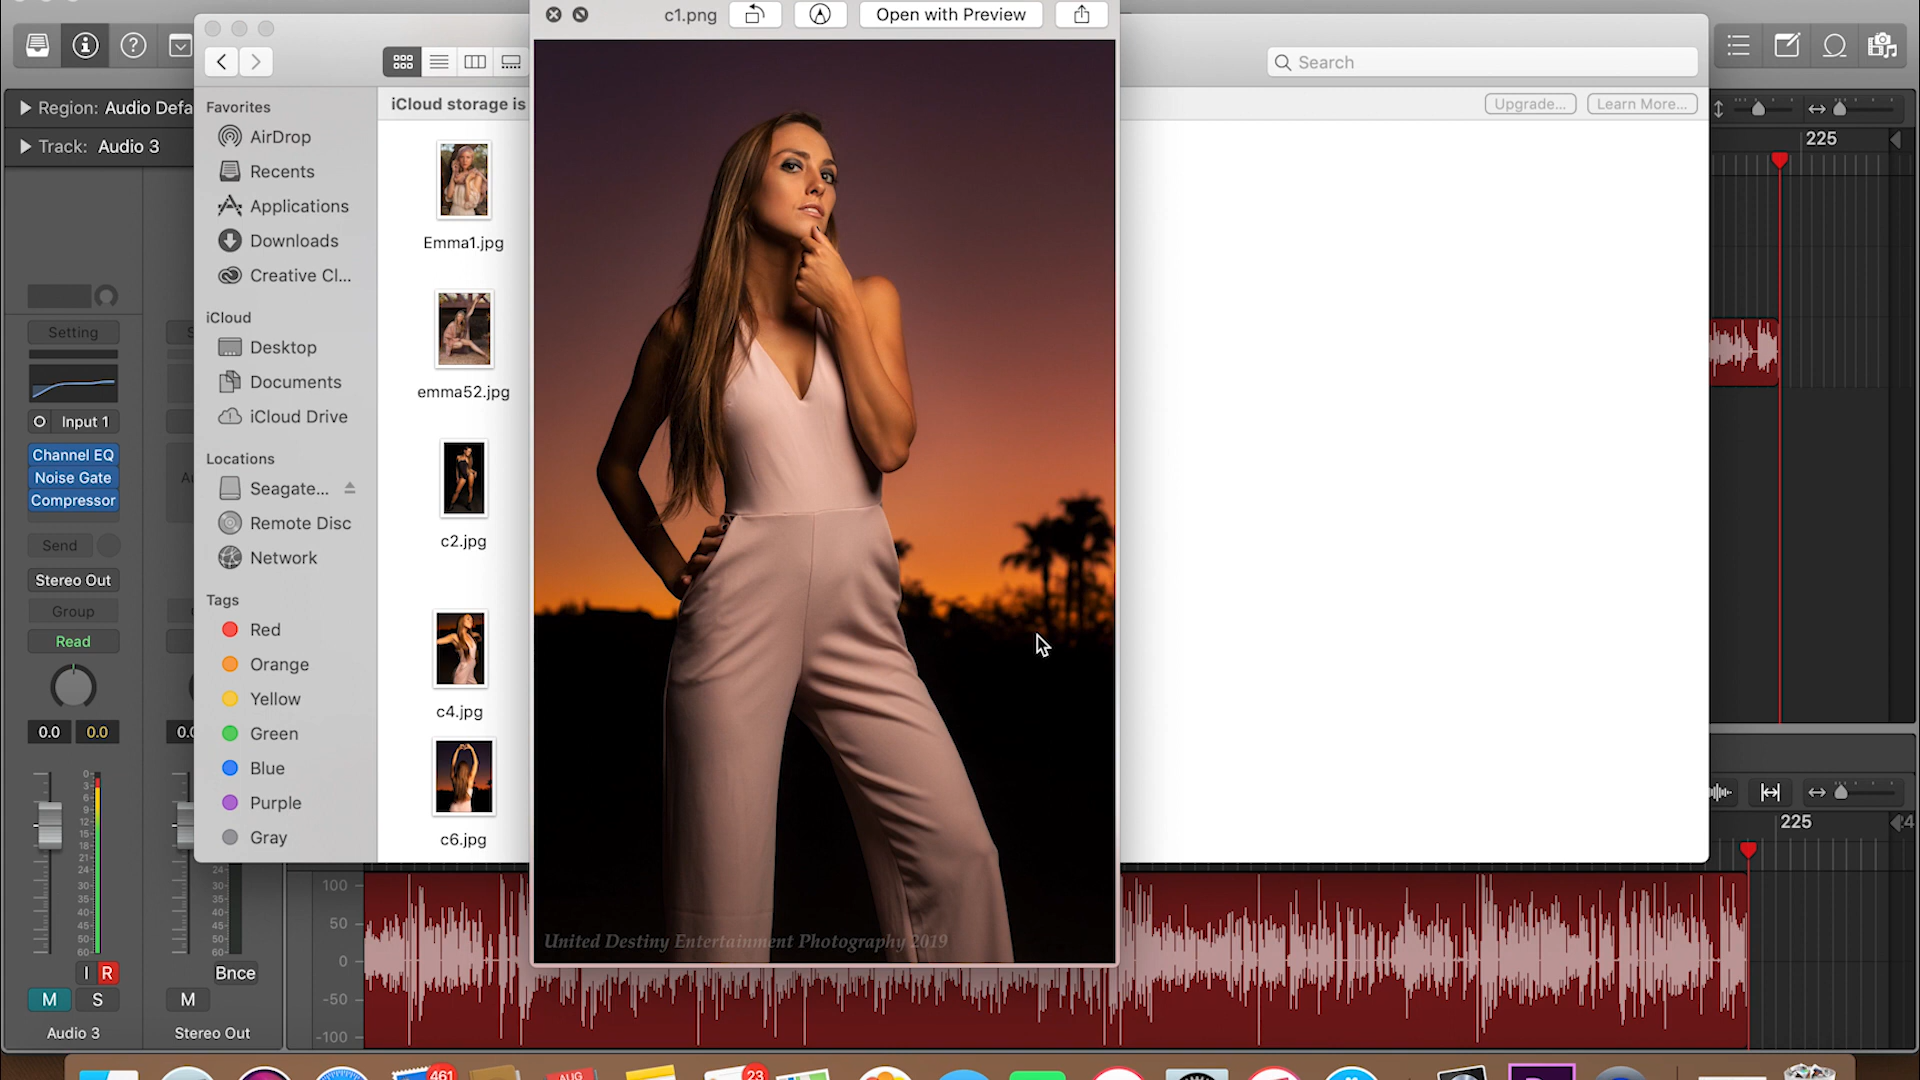 c1.png
Open with Preview
Search
Region: Audio Defa
Track: Audio 3
Favorites
AirDrop
Recents
Applications
Downloads
Creative Cl...
iCloud
Desktop
Documents
iCloud Drive
Locations
Seagate...
Remote Disc
Network
Tags
Red
Orange
Yellow
Green
Blue
Purple
Gray
iCloud storage is
Upgrade...
Learn More...
Emma1.jpg
emma52.jpg
c2.jpg
c4.jpg
c6.jpg
United Destiny Entertainment Photography 2019
225
225
Setting
Input 1
Channel EQ
Noise Gate
Compressor
Send
Stereo Out
Group
Read
0.0 0.0
I R
Bnce
M S
M
Audio 3
Stereo Out
100
50
0
-50
-100
461
AUG
23